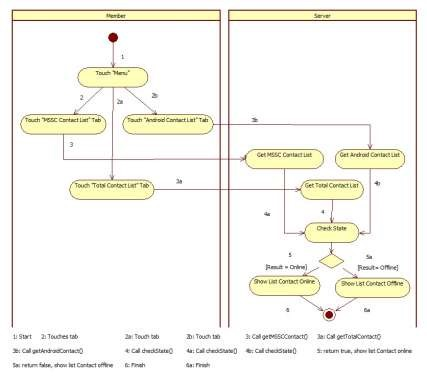 Member
Server
1
Touch "Menu"
2
2a
2b
Touch "MSSC Contact List" Tab
Touch "Android Contact List" Tab
3b
3
Get MSSC Contact List
Get Android Contact List
Touch "Total Contact List" Tab
3a
Get Total Contact List
4b
4a
4
Check State
5
5a
[Result = Online]
[Result = Offline]
Show List Contact Online
Show List Contact Offline
6
6a
1: Start 2: Touches tab 2a: Touch tab 2b: Touch tab 3: Call getMSSCContact() 3a: Call getTotalContact()
3b: Call getAndroidContact() 4: Call checkState() 4a: Call checkState() 4b: Call checkState() 5: return true, show list Contact online
5a: return false, show list Contact offline 6: Finish 6a: Finish